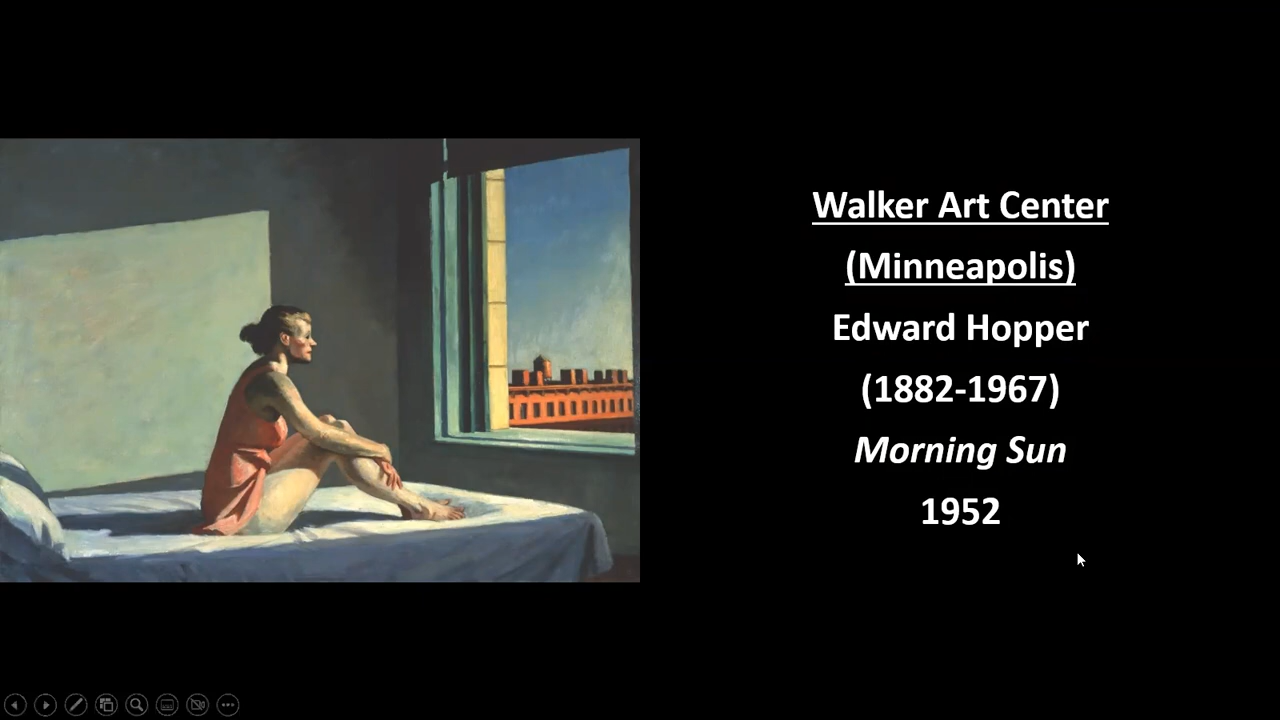 Walker Art Center
(Minneapolis)
Edward Hopper
(1882-1967)
Morning Sun
1952